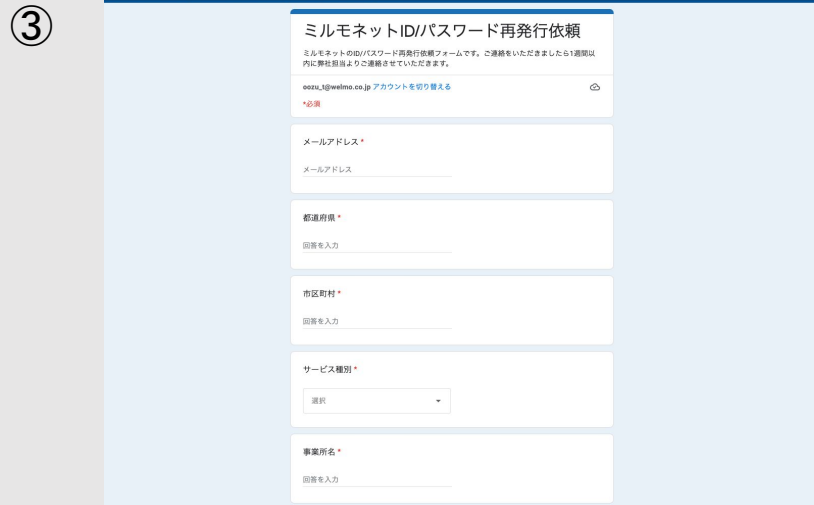 ③
ミルモネットID/パスワード再発行依頼
ミルモネットのID/パスワード再発行依頼フォームです。ご連絡をいただきましたら1週間以
内に弊社担当よりご連絡させていただきます。
oozu_t@welmo.co.jp アカウントを切り替える
*必須
メールアドレス *
メールアドレス
都道府県 *
回答を入力
市区町村 *
回答を入力
サービス種別 *
選択
事業所名 *
回答を入力